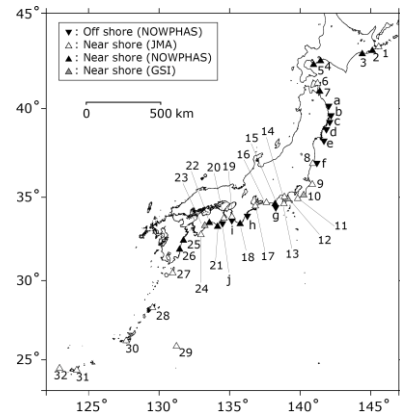 45°
▼: Off shore (NOWPHAS)
△: Near shore (JMA)
▲: Near shore (NOWPHAS)
▲: Near shore (GSI)
0 500 km
5 4 3 2 1
6
7
40°
a
b
c
d
e
8 f
15 14
16
22 20 19
23
9
35°
g 10
i h 11
25 12
26 21 18 17 13
24 j
27
30°
28
30 29
25°
32 31
125° 130° 135° 140° 145°